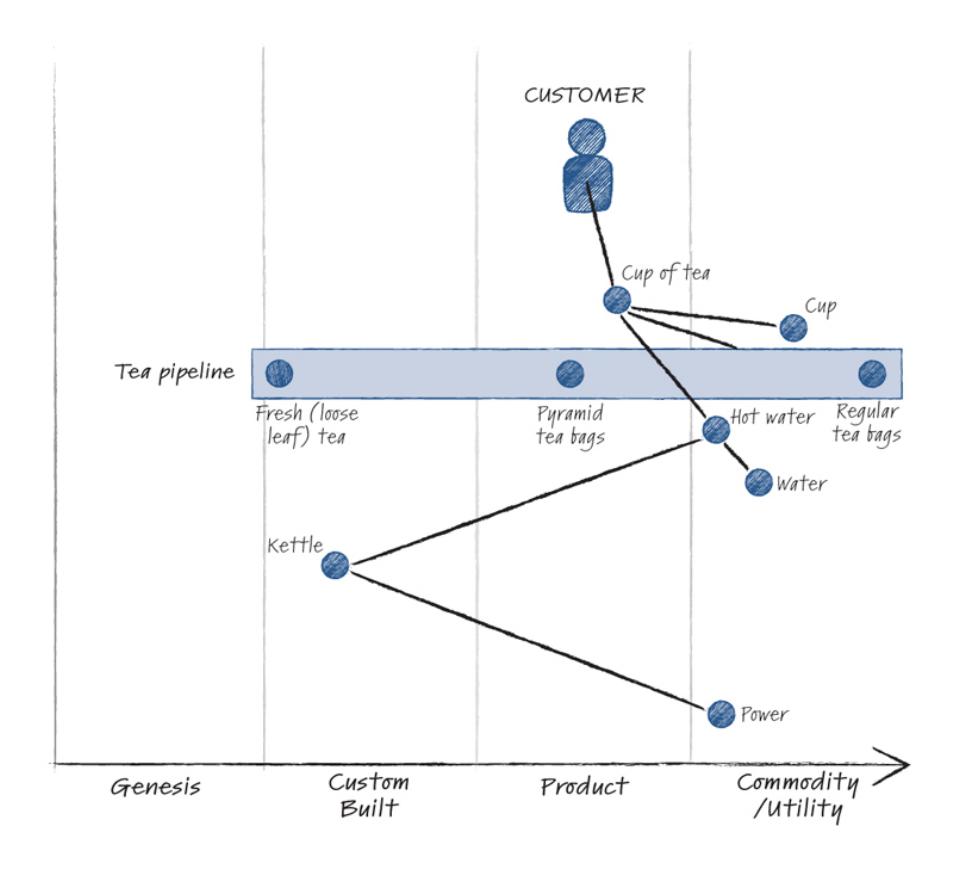 CUSTOMER
Cup of tea
Cup
Tea pipeline
Fresh (loose
leaf) tea
Pyramid
tea bags
Regular
tea bags
Hot water
Water
Kettle
Power
Genesis
Custom
Built
Product
Commodity
/Utility